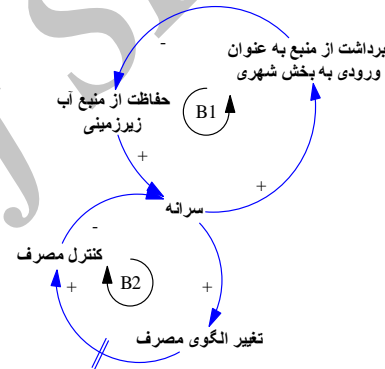 -
برداشت از منبع به عنوان
ورودی به بخش شهری
حفاظت از منبع آب
زیرزمینی
B1
+
+
سرانه
-
کنترل مصرف
+
B2
+
تغییر الگوی مصرف